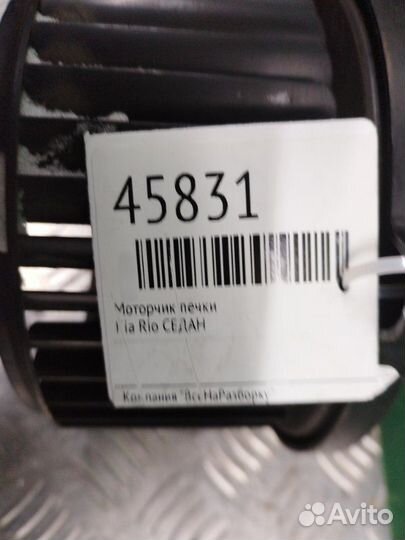 45831
Моторчик печки
Kia Rio СЕДАН
Компания "ВсеНаРазборку"
Avito